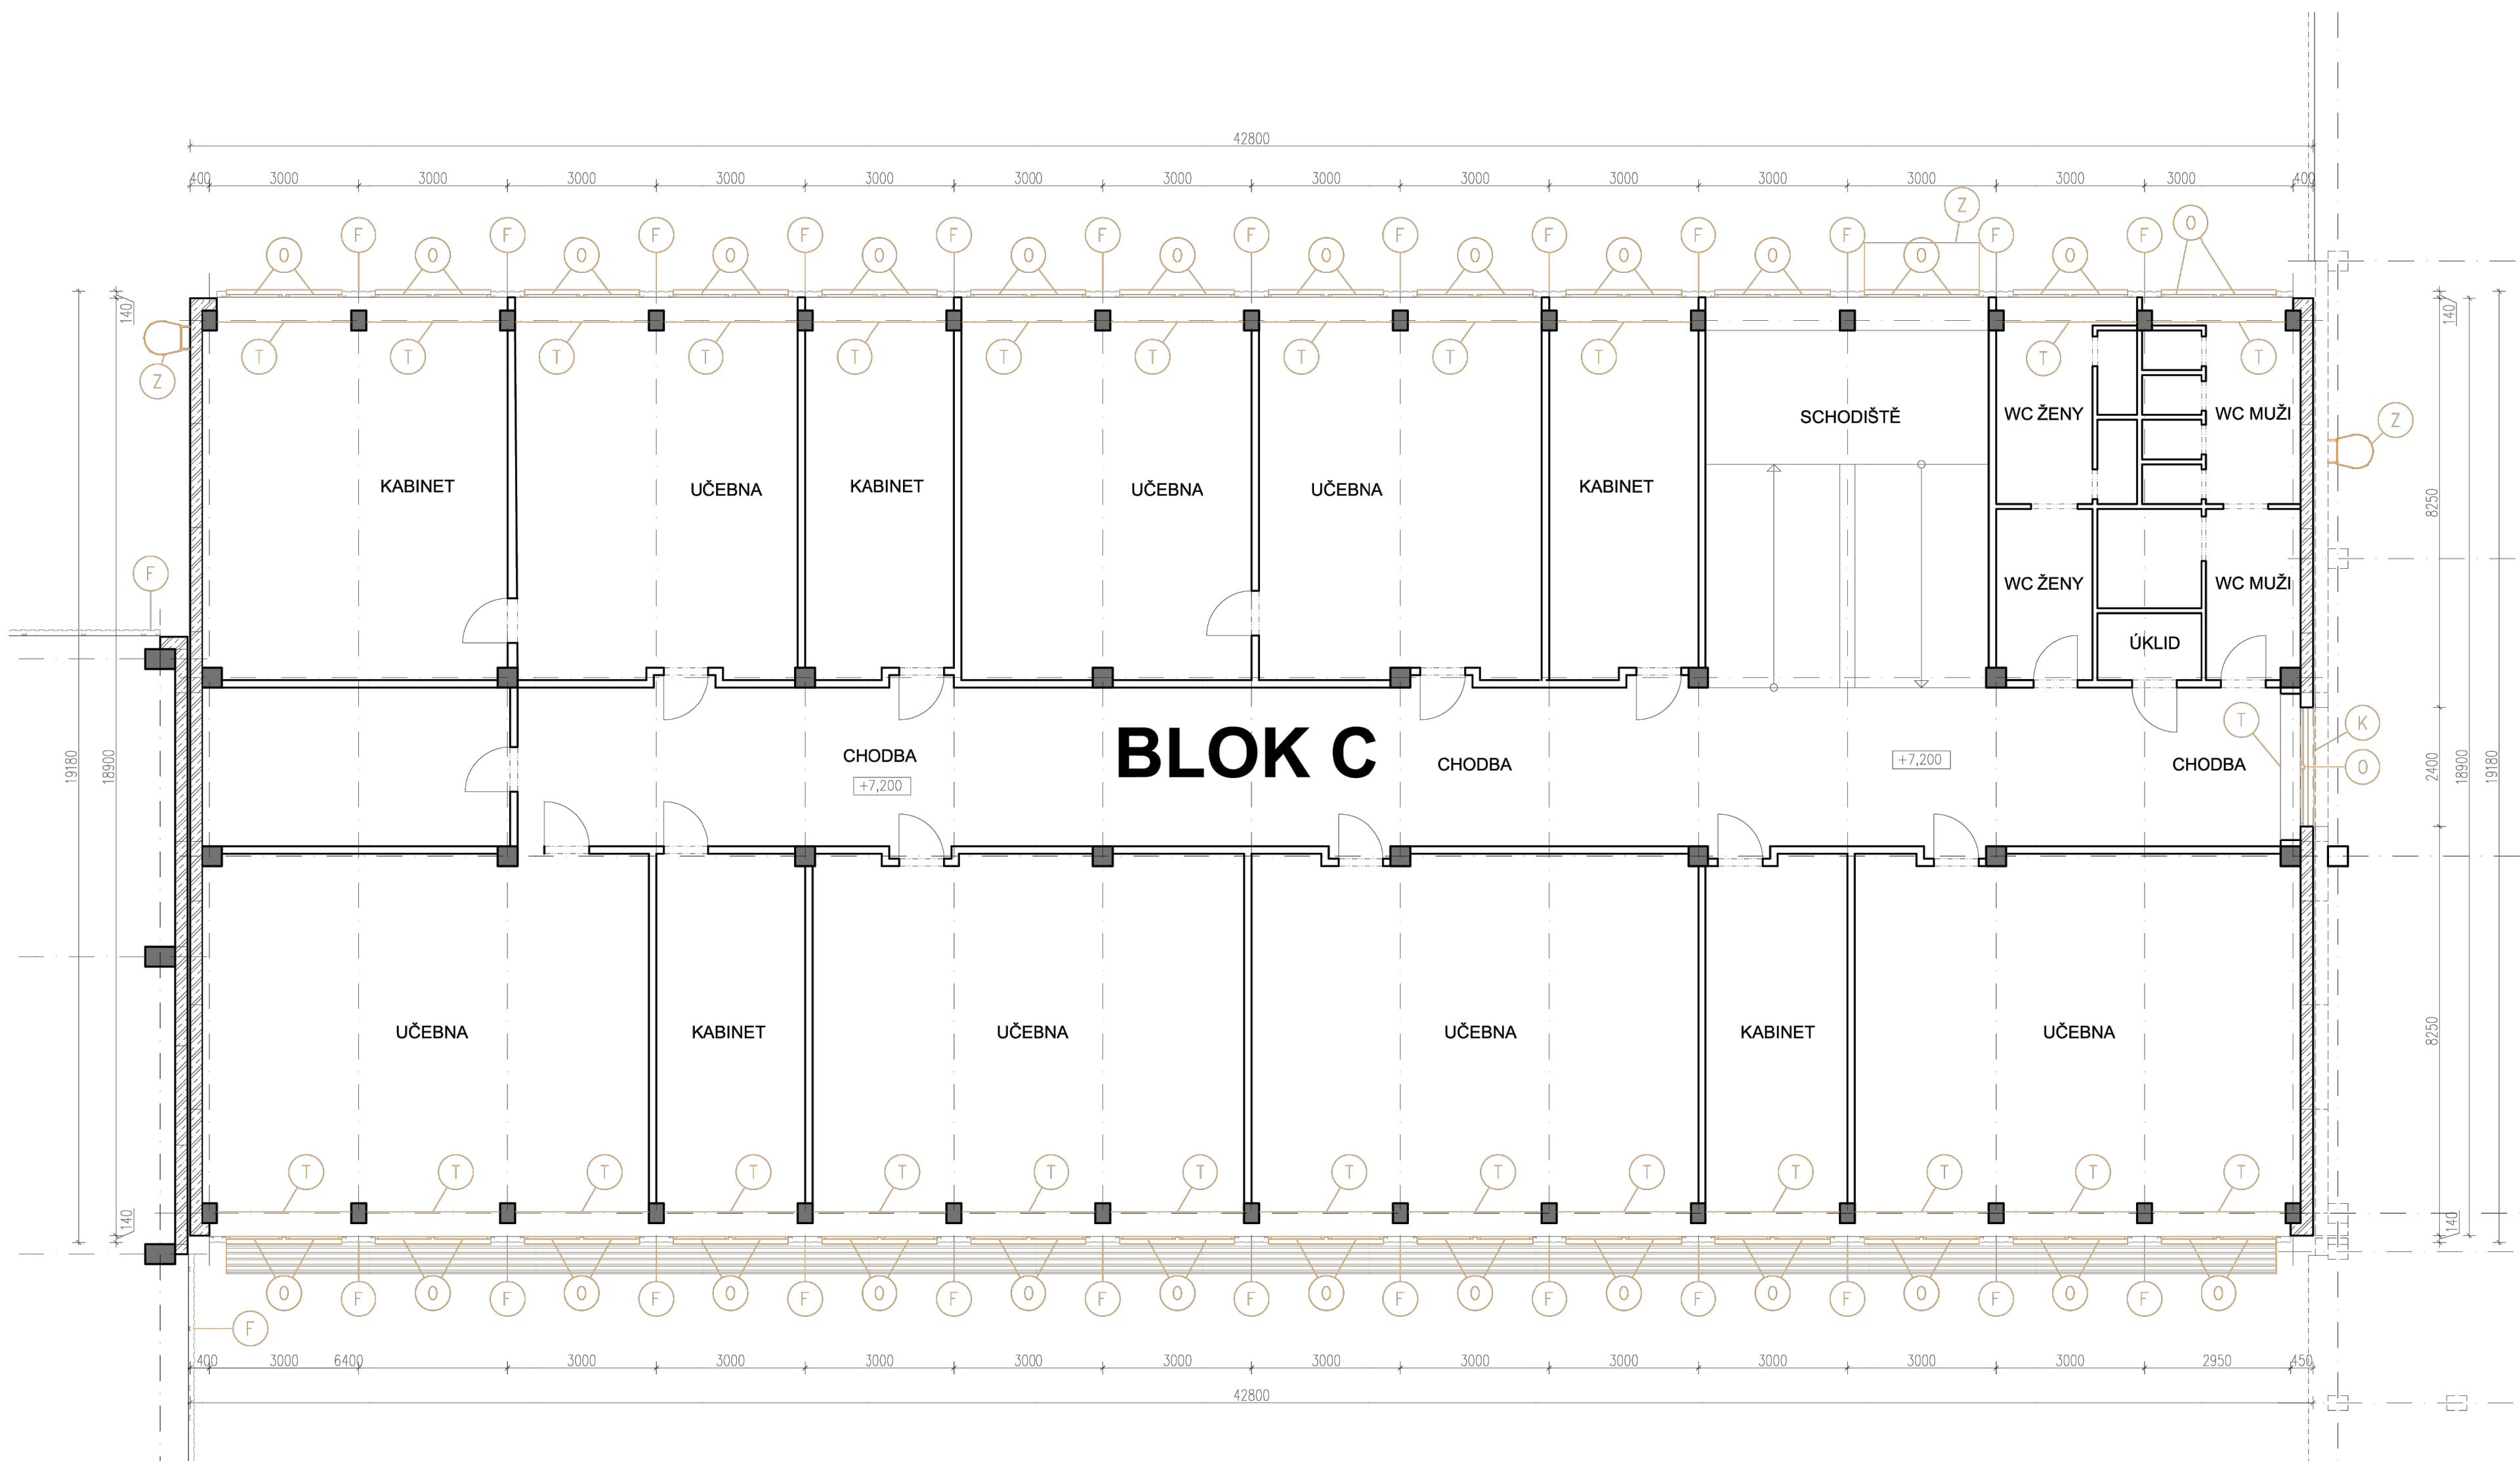 42800
400 3000 3000 3000 3000 3000 3000 3000 3000 3000 3000 3000 3000 3000 3000 400
Z O
F F F F F F F F F F F F F
O O O O O O O O O O O O O
140 140
T T T T T T T T T T T T
Z
SCHODIŠTĚ WC ŽENY WC MUŽI Z
KABINET UČEBNA KABINET UČEBNA UČEBNA KABINET
8250
F WC ŽENY WC MUŽI
ÚKLID
T K
19180 18900 CHODBA BLOK C CHODBA +7,200 CHODBA O 2400 18900 19180
+7,200
UČEBNA KABINET UČEBNA UČEBNA KABINET UČEBNA
8250
T T T T T T T T T T T T T T
140 140
O F O F O F O F O F O F O F O F O F O F O F O F O F O
F
400 3000 6400 3000 3000 3000 3000 3000 3000 3000 3000 3000 3000 3000 2950 450
42800